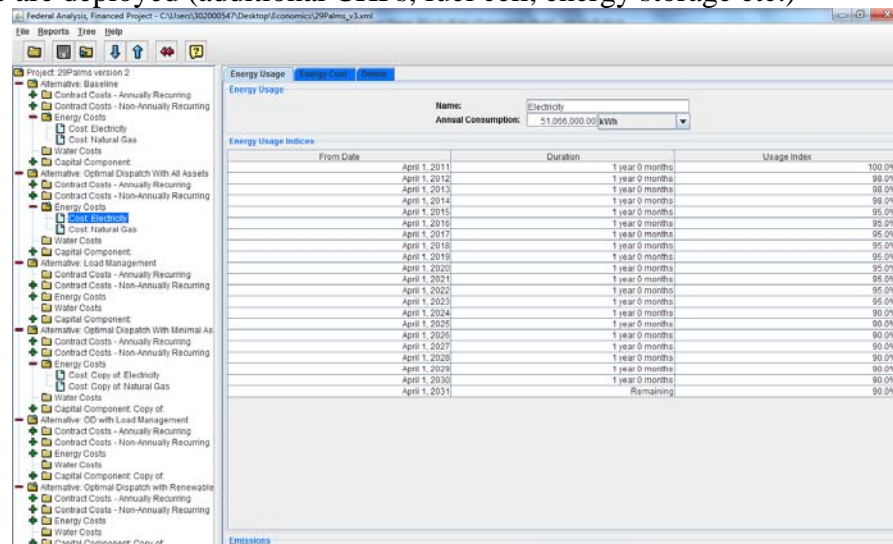 are deployed (additional CHPs, fuel cell, energy storage etc.)
Federal Analysis, Financed Project - C:\Users\302000547\Desktop\Economics\29Palms_v3.xml
File Reports Tree Help
Project: 29Palms version 2
Alternative: Baseline
Contract Costs - Annually Recurring
Contract Costs - Non-Annually Recurring
Energy Costs
Cost: Electricity
Cost: Natural Gas
Water Costs
Capital Component:
Alternative: Optimal Dispatch With All Assets
Contract Costs - Annually Recurring
Contract Costs - Non-Annually Recurring
Energy Costs
Cost: Electricity
Cost: Natural Gas
Water Costs
Capital Component:
Alternative: Load Management
Contract Costs - Annually Recurring
Contract Costs - Non-Annually Recurring
Energy Costs
Water Costs
Capital Component:
Alternative: Optimal Dispatch With Minimal As
Contract Costs - Annually Recurring
Contract Costs - Non-Annually Recurring
Energy Costs
Cost: Copy of: Electricity
Cost: Copy of: Natural Gas
Water Costs
Capital Component: Copy of:
Alternative: OD with Load Management
Contract Costs - Annually Recurring
Contract Costs - Non-Annually Recurring
Energy Costs
Water Costs
Capital Component: Copy of:
Alternative: Optimal Dispatch with Renewable
Contract Costs - Annually Recurring
Contract Costs - Non-Annually Recurring
Energy Costs
Water Costs
Capital Component: Copy of:
Energy Usage Energy Cost Delete
Energy Usage
Name: Electricity
Annual Consumption: 51,066,000.00 kWh
Energy Usage Indices
From Date Duration Usage Index
April 1, 2011 1 year 0 months 100.0%
April 1, 2012 1 year 0 months 98.0%
April 1, 2013 1 year 0 months 98.0%
April 1, 2014 1 year 0 months 98.0%
April 1, 2015 1 year 0 months 95.0%
April 1, 2016 1 year 0 months 95.0%
April 1, 2017 1 year 0 months 95.0%
April 1, 2018 1 year 0 months 95.0%
April 1, 2019 1 year 0 months 95.0%
April 1, 2020 1 year 0 months 95.0%
April 1, 2021 1 year 0 months 95.0%
April 1, 2022 1 year 0 months 95.0%
April 1, 2023 1 year 0 months 95.0%
April 1, 2024 1 year 0 months 90.0%
April 1, 2025 1 year 0 months 90.0%
April 1, 2026 1 year 0 months 90.0%
April 1, 2027 1 year 0 months 90.0%
April 1, 2028 1 year 0 months 90.0%
April 1, 2029 1 year 0 months 90.0%
April 1, 2030 1 year 0 months 90.0%
April 1, 2031 Remaining 90.0%
Emissions